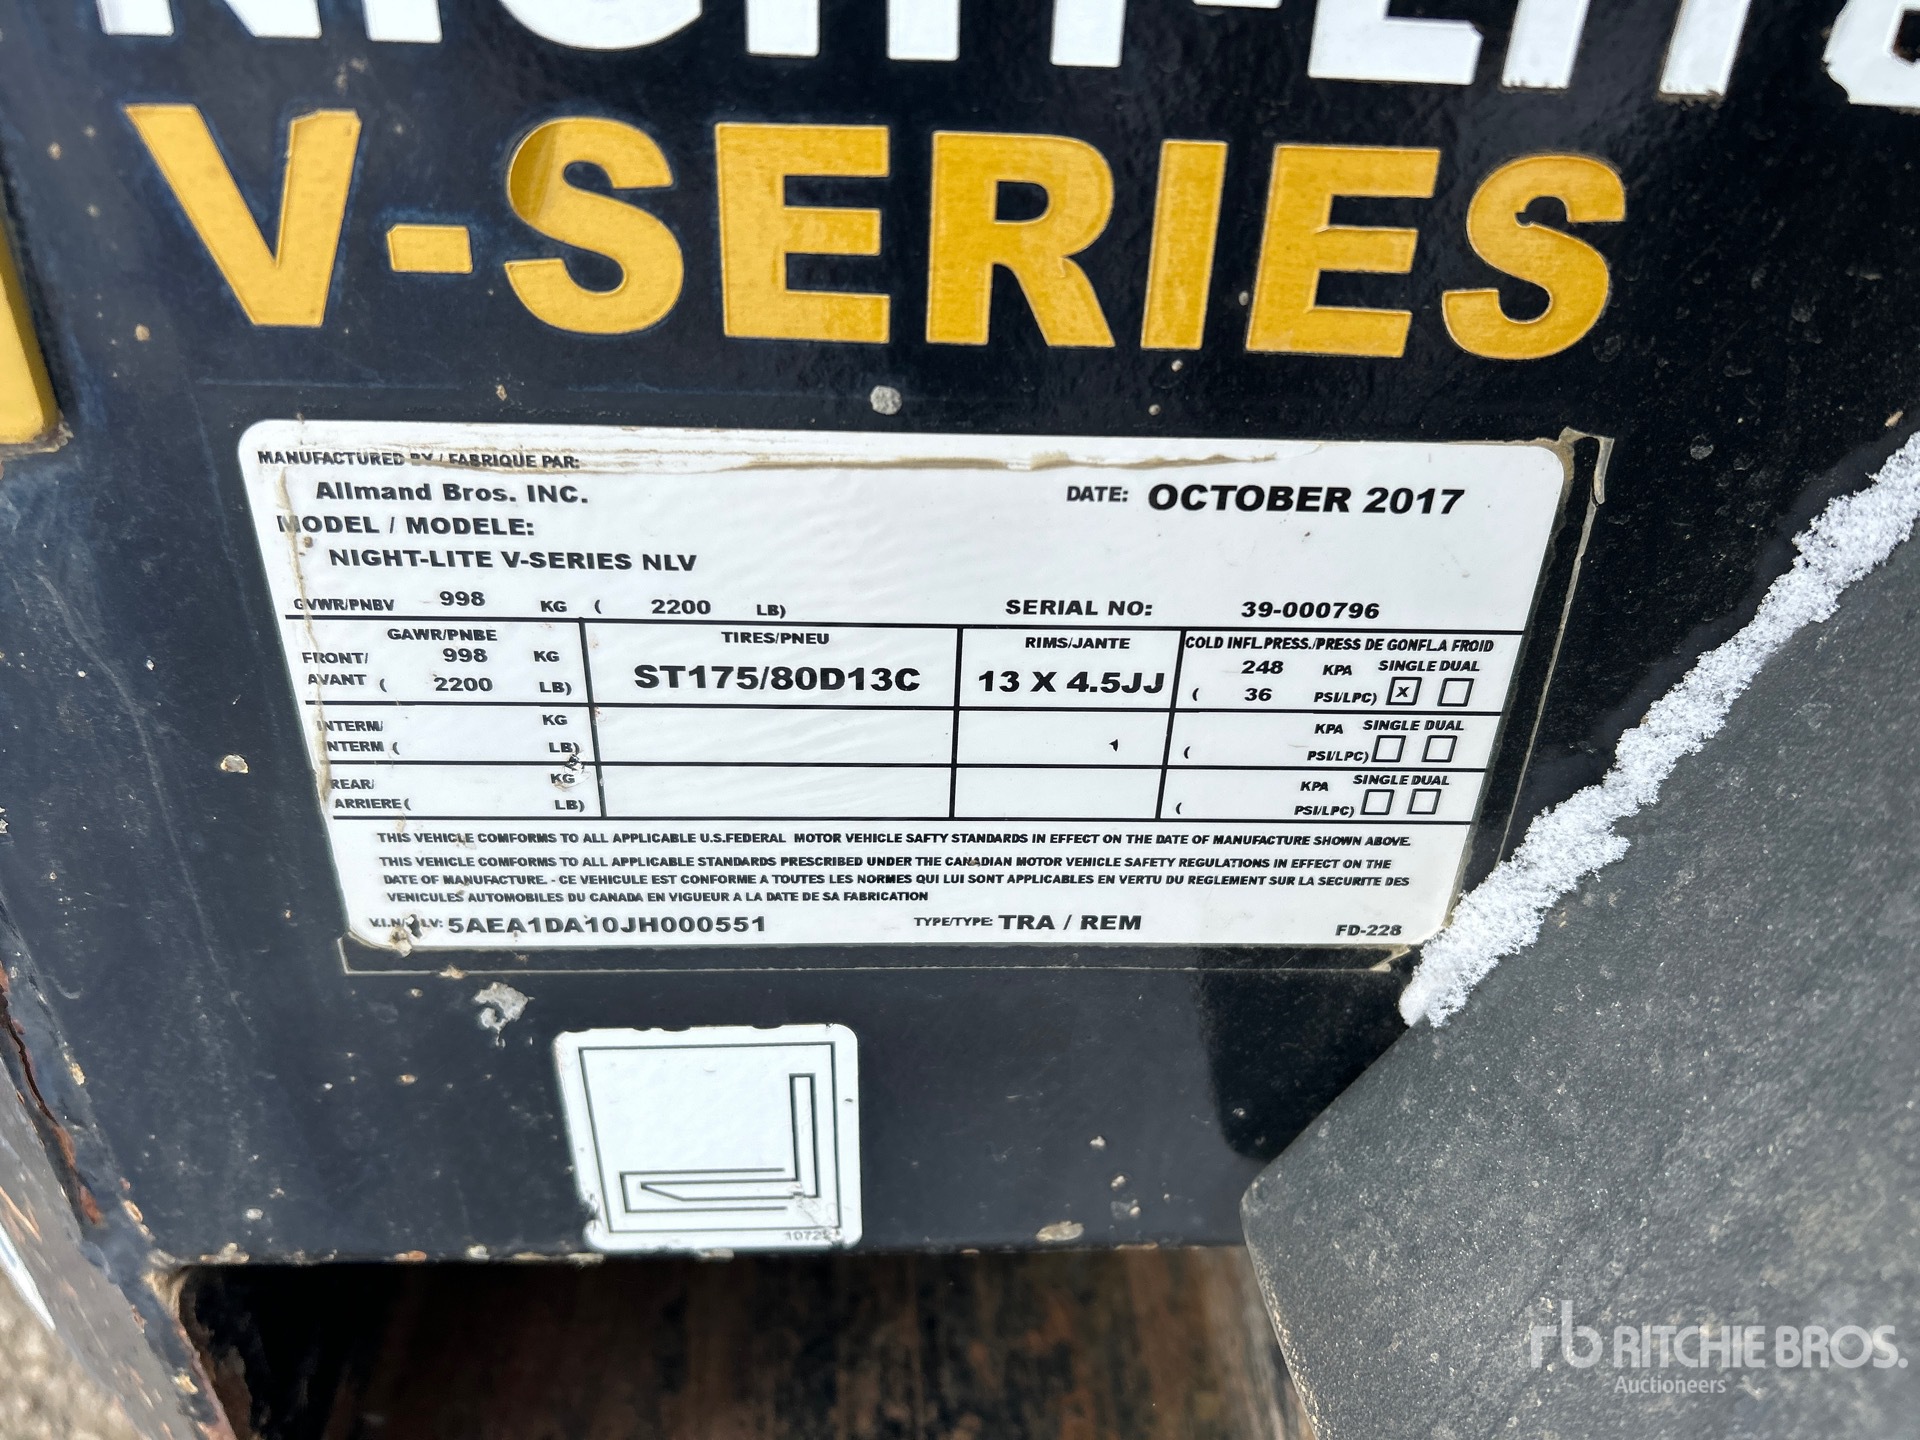 NIGHT-LITE
V-SERIES
MANUFACTURED BY / FABRIQUE PAR:
Allmand Bros. INC.
DATE: OCTOBER 2017
MODEL / MODELE:
NIGHT-LITE V-SERIES NLV
GVWR/PNBV 998 KG ( 2200 LB) SERIAL NO: 39-000796
GAWR/PNBE TIRES/PNEU RIMS/JANTE COLD INFL.PRESS./PRESS DE GONFL.A FROID
FRONT/ 998 KG 248 KPA SINGLE DUAL
AVANT ( 2200 LB) ST175/80D13C 13 X 4.5JJ ( 36 PSI/LPC) X
INTERM/ KG KPA SINGLE DUAL
INTERM ( LB) ( PSI/LPC)
REAR/ KG KPA SINGLE DUAL
ARRIERE ( LB) ( PSI/LPC)
THIS VEHICLE COMFORMS TO ALL APPLICABLE U.S.FEDERAL MOTOR VEHICLE SAFTY STANDARDS IN EFFECT ON THE DATE OF MANUFACTURE SHOWN ABOVE.
THIS VEHICLE COMFORMS TO ALL APPLICABLE STANDARDS PRESCRIBED UNDER THE CANADIAN MOTOR VEHICLE SAFETY REGULATIONS IN EFFECT ON THE
DATE OF MANUFACTURE. - CE VEHICULE EST CONFORME A TOUTES LES NORMES QUI LUI SONT APPLICABLES EN VERTU DU REGLEMENT SUR LA SECURITE DES
VENICULES AUTOMOBILES DU CANADA EN VIGUEUR A LA DATE DE SA FABRICATION
5AEA1DA10JH000551 TYPE/TYPE: TRA / REM FD-228
rb RITCHIE BROS.
Auctioneers